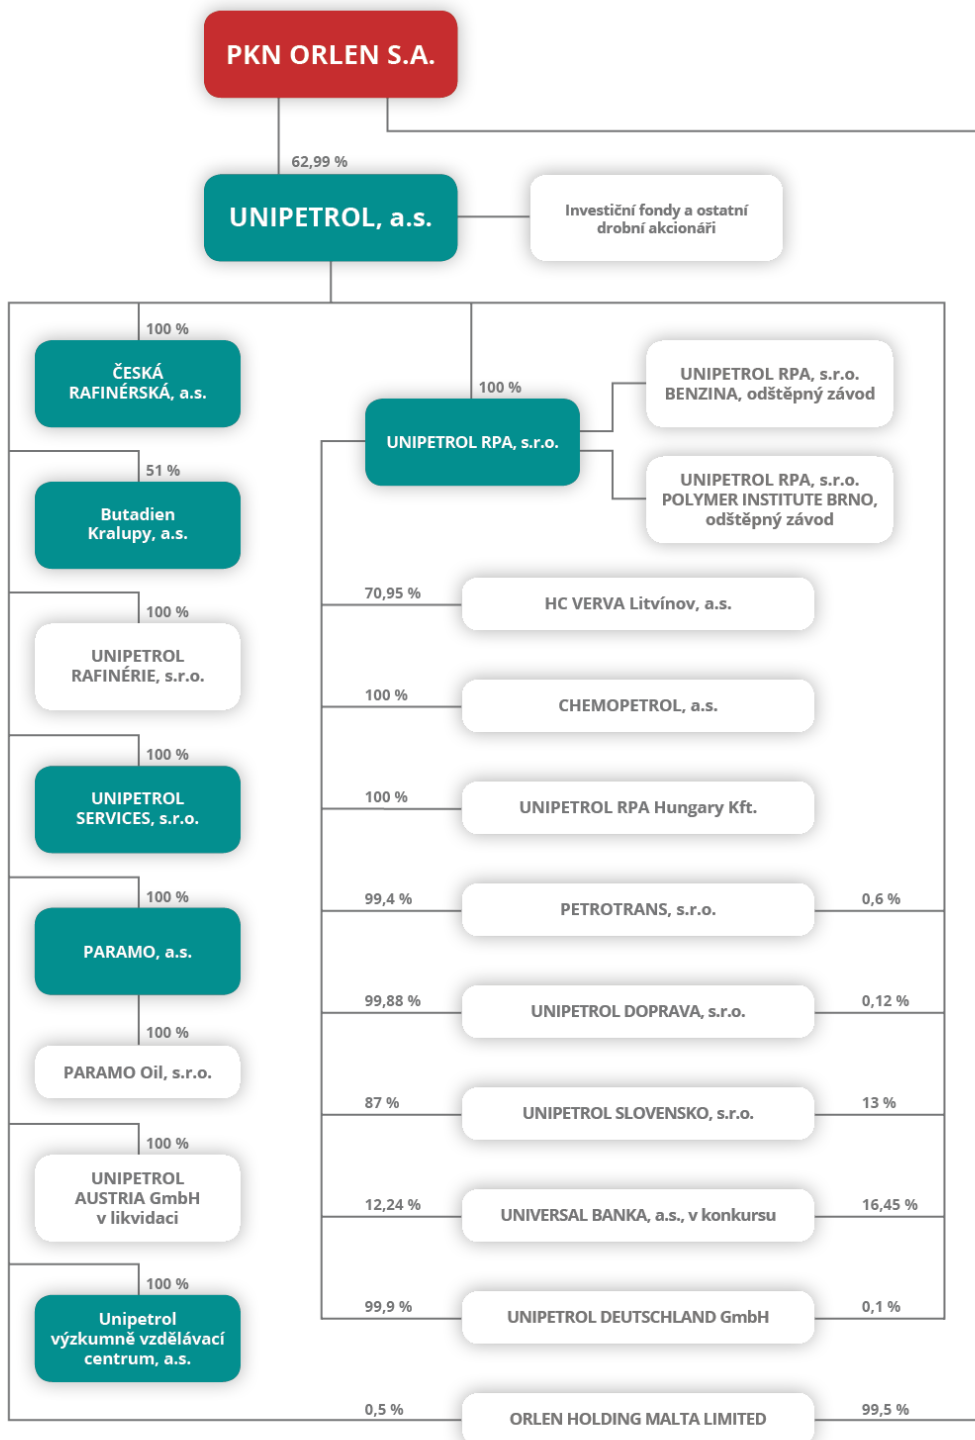 PKN ORLEN S.A.
62,99 %
UNIPETROL, a.s.
Investiční fondy a ostatní
drobní akcionáři
100 %
ČESKÁ
RAFINÉRSKÁ, a.s.
51 %
Butadien
Kralupy, a.s.
100 %
UNIPETROL
RAFINÉRIE, s.r.o.
100 %
UNIPETROL
SERVICES, s.r.o.
100 %
PARAMO, a.s.
100 %
PARAMO Oil, s.r.o.
100 %
UNIPETROL
AUSTRIA GmbH
v likvidaci
100 %
Unipetrol
výzkumně vzdělávací
centrum, a.s.
100 %
UNIPETROL RPA, s.r.o.
UNIPETROL RPA, s.r.o.
BENZINA, odštěpný závod
UNIPETROL RPA, s.r.o.
POLYMER INSTITUTE BRNO,
odštěpný závod
70,95 %
HC VERVA Litvínov, a.s.
100 %
CHEMOPETROL, a.s.
100 %
UNIPETROL RPA Hungary Kft.
99,4 %
PETROTRANS, s.r.o.
0,6 %
99,88 %
UNIPETROL DOPRAVA, s.r.o.
0,12 %
87 %
UNIPETROL SLOVENSKO, s.r.o.
13 %
12,24 %
UNIVERSAL BANKA, a.s., v konkursu
16,45 %
99,9 %
UNIPETROL DEUTSCHLAND GmbH
0,1 %
0,5 %
ORLEN HOLDING MALTA LIMITED
99,5 %